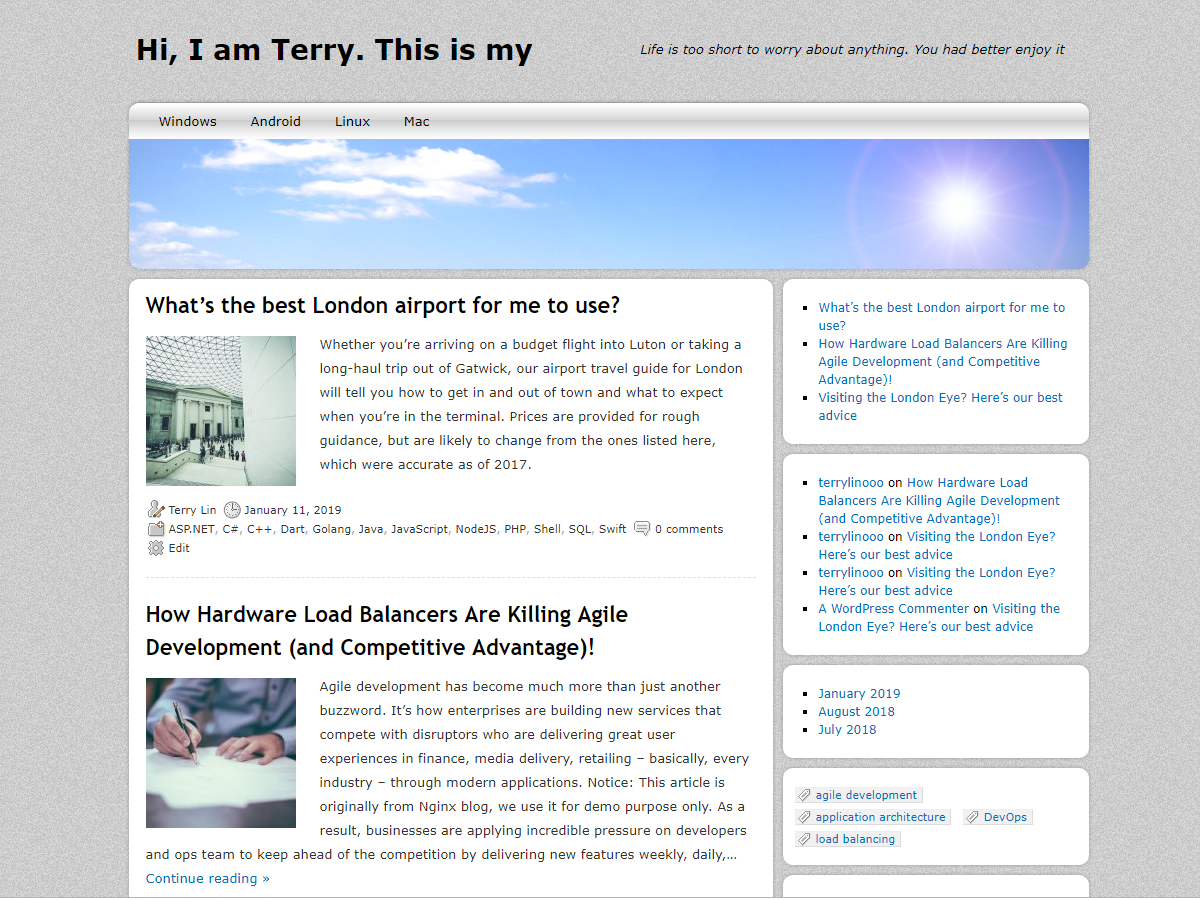 Hi, I am Terry. This is my
Life is too short to worry about anything. You had better enjoy it
Windows Android Linux Mac
What’s the best London airport for me to use?
Whether you’re arriving on a budget flight into Luton or taking a
long-haul trip out of Gatwick, our airport travel guide for London
will tell you how to get in and out of town and what to expect
when you’re in the terminal. Prices are provided for rough
guidance, but are likely to change from the ones listed here,
which were accurate as of 2017.
Terry Lin January 11, 2019
ASP.NET, C#, C++, Dart, Golang, Java, JavaScript, NodeJS, PHP, Shell, SQL, Swift 0 comments
Edit
How Hardware Load Balancers Are Killing Agile
Development (and Competitive Advantage)!
Agile development has become much more than just another
buzzword. It’s how enterprises are building new services that
compete with disruptors who are delivering great user
experiences in finance, media delivery, retailing – basically, every
industry – through modern applications. Notice: This article is
originally from Nginx blog, we use it for demo purpose only. As a
result, businesses are applying incredible pressure on developers
and ops team to keep ahead of the competition by delivering new features weekly, daily,…
Continue reading »
What’s the best London airport for me to
use?
How Hardware Load Balancers Are Killing
Agile Development (and Competitive
Advantage)!
Visiting the London Eye? Here’s our best
advice
terrylinooo on How Hardware Load
Balancers Are Killing Agile Development
(and Competitive Advantage)!
terrylinooo on Visiting the London Eye?
Here’s our best advice
terrylinooo on Visiting the London Eye?
Here’s our best advice
A WordPress Commenter on Visiting the
London Eye? Here’s our best advice
January 2019
August 2018
July 2018
agile development
application architecture DevOps
load balancing